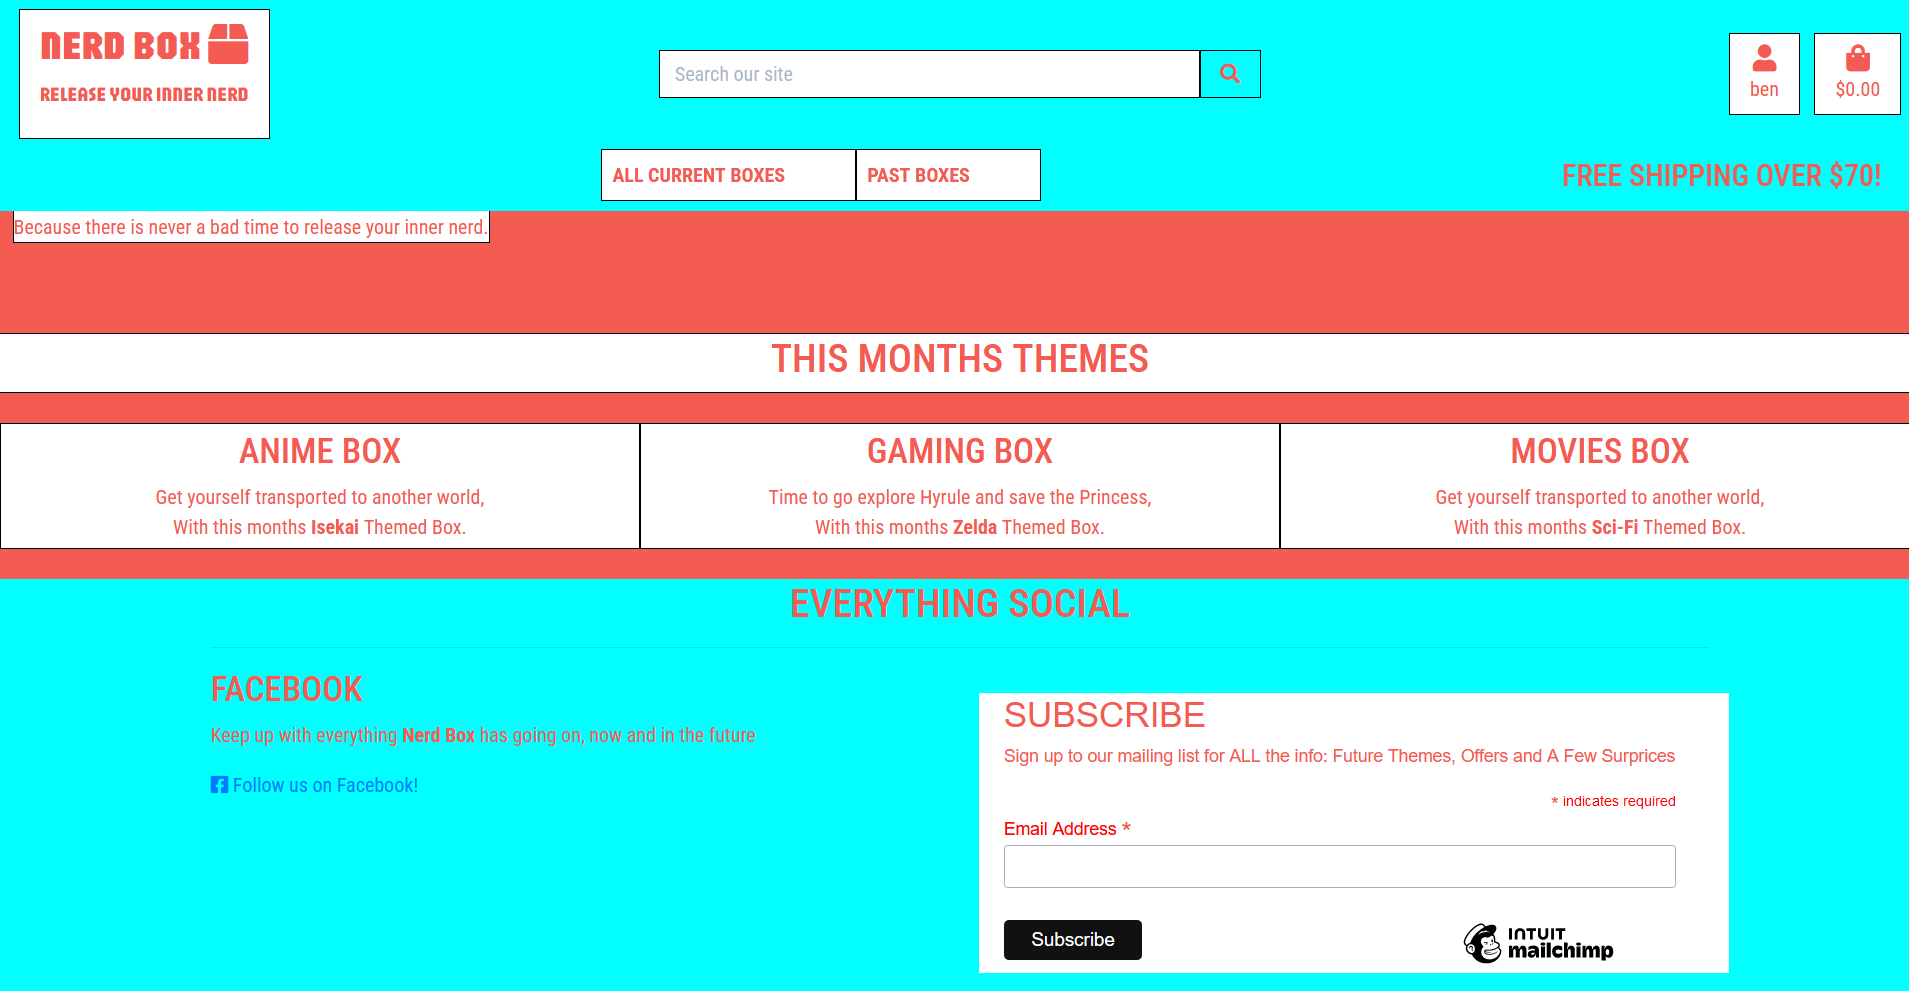 NERD BOX
RELEASE YOUR INNER NERD
Search our site
ben
$0.00
ALL CURRENT BOXES
PAST BOXES
FREE SHIPPING OVER $70!
Because there is never a bad time to release your inner nerd.
THIS MONTHS THEMES
ANIME BOX
Get yourself transported to another world,
With this months Isekai Themed Box.
GAMING BOX
Time to go explore Hyrule and save the Princess,
With this months Zelda Themed Box.
MOVIES BOX
Get yourself transported to another world,
With this months Sci-Fi Themed Box.
EVERYTHING SOCIAL
FACEBOOK
Keep up with everything Nerd Box has going on, now and in the future
Follow us on Facebook!
SUBSCRIBE
Sign up to our mailing list for ALL the info: Future Themes, Offers and A Few Surprices
* indicates required
Email Address *
Subscribe
INTUIT
mailchimp